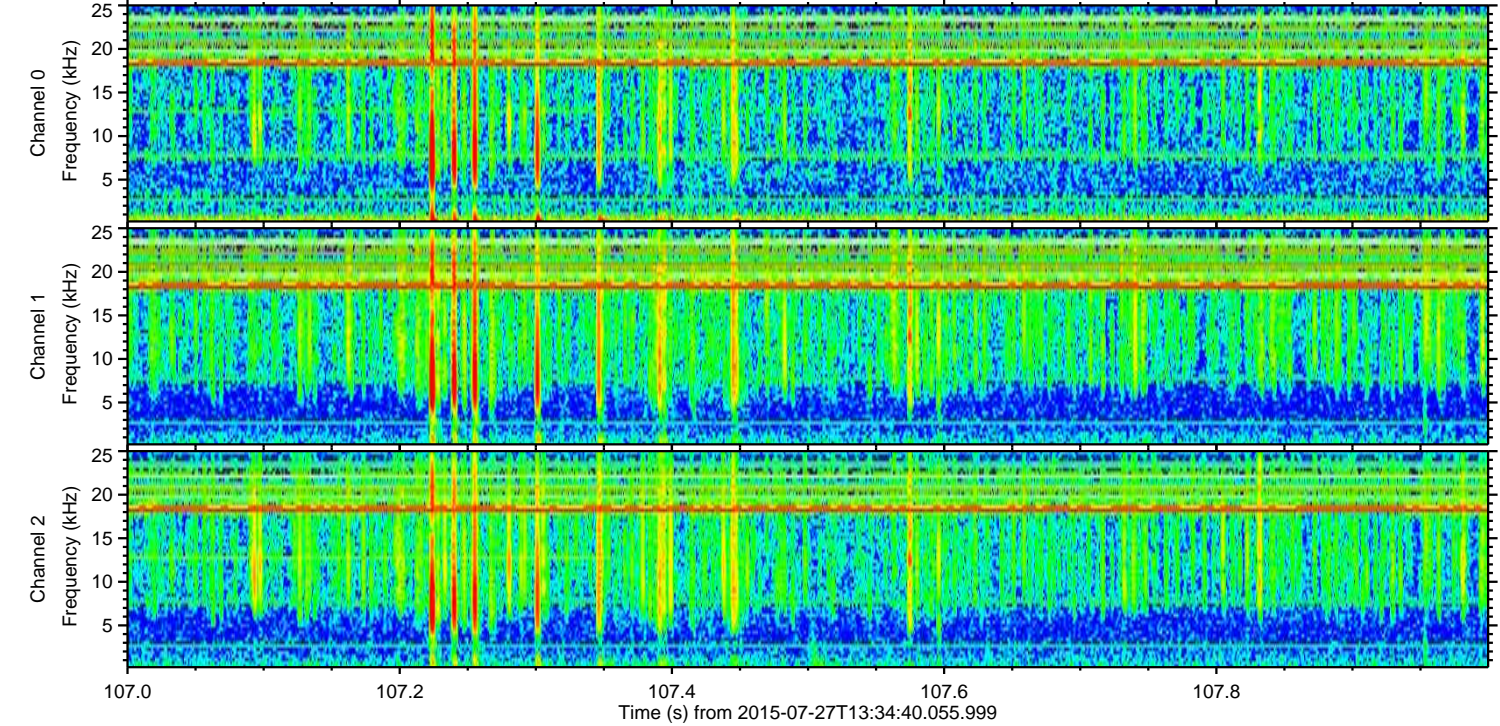 25
20
15
10
5
Channel 0
Frequency (kHz)
25
20
15
10
5
Channel 1
Frequency (kHz)
25
20
15
10
5
Channel 2
Frequency (kHz)
107.0 107.2 107.4 107.6 107.8
Time (s) from 2015-07-27T13:34:40.055.999